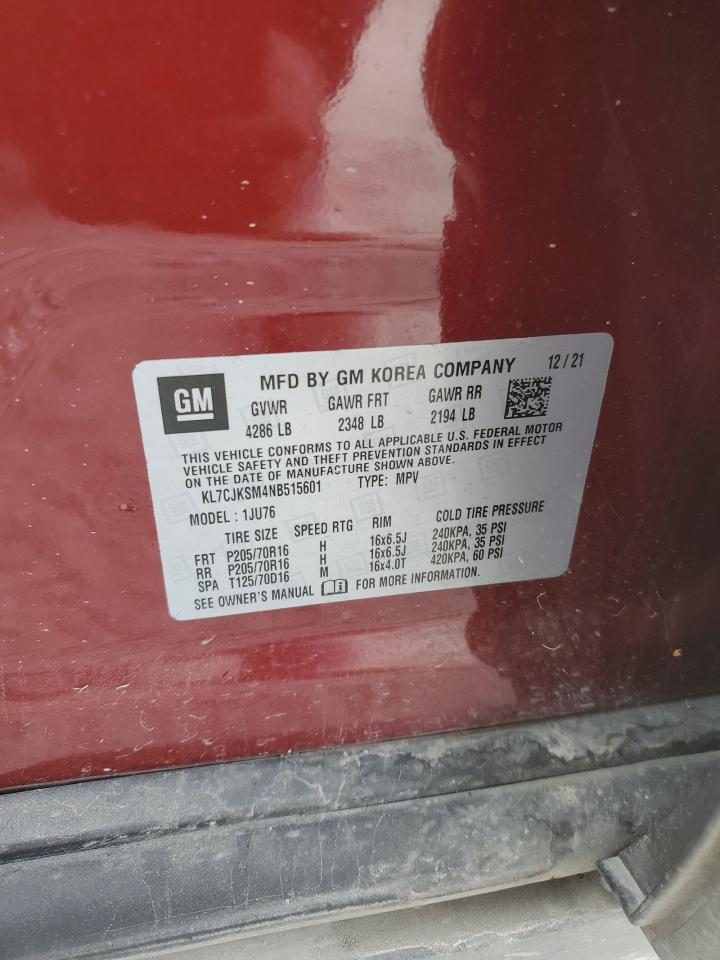 GM
MFD BY GM KOREA COMPANY 12 / 21
GVWR GAWR FRT GAWR RR
4286 LB 2348 LB 2194 LB
THIS VEHICLE CONFORMS TO ALL APPLICABLE U.S. FEDERAL MOTOR
VEHICLE SAFETY AND THEFT PREVENTION STANDARDS IN EFFECT
ON THE DATE OF MANUFACTURE SHOWN ABOVE.
KL7CJKSM4NB515601 TYPE: MPV
MODEL : 1JU76
TIRE SIZE SPEED RTG RIM COLD TIRE PRESSURE
FRT P205/70R16 H 16x6.5J 240KPA, 35 PSI
RR P205/70R16 H 16x6.5J 240KPA, 35 PSI
SPA T125/70D16 M 16x4.0T 420KPA, 60 PSI
SEE OWNER'S MANUAL FOR MORE INFORMATION.